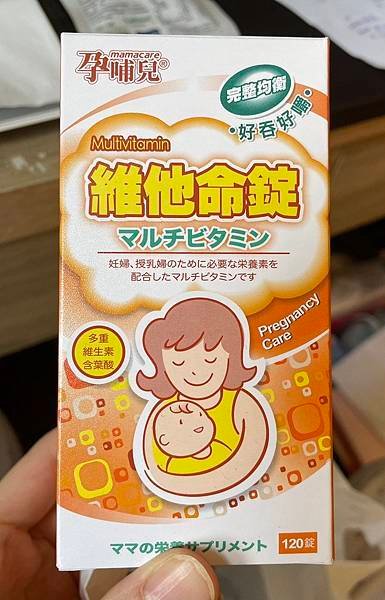 mamacare
孕哺兒®
完整均衡
好吞好嚼
Multivitamin
維他命錠
マルチビタミン
妊婦、授乳婦のために必要な栄養素を
配合したマルチビタミンです
Pregnancy
Care
多重
維生素
含葉酸
ママの栄養サプリメント
120錠